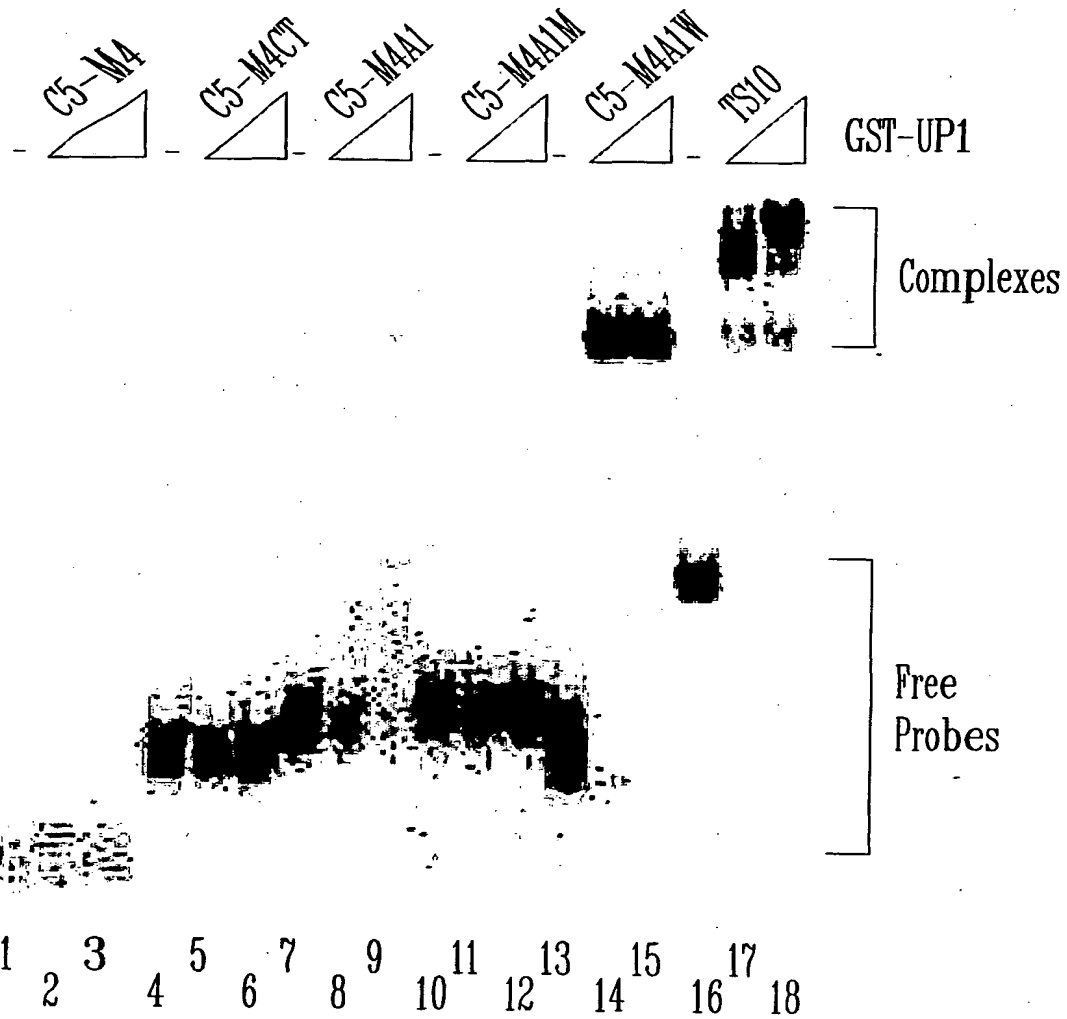 C5-M4 C5-M4CT C5-M4A1 C5-M4A1M C5-M4A1W TS10
- - - - - - GST-UP1
Complexes
Free
Probes
1 3 5 7 9 11 13 15 17
2 4 6 8 10 12 14 16 18